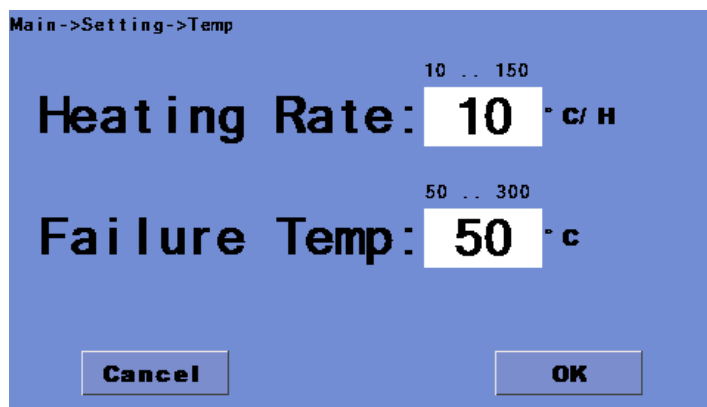 Main->Setting->Temp
10 .. 150
Heating Rate: 10 °C/H
50 .. 300
Failure Temp: 50 °C
Cancel OK